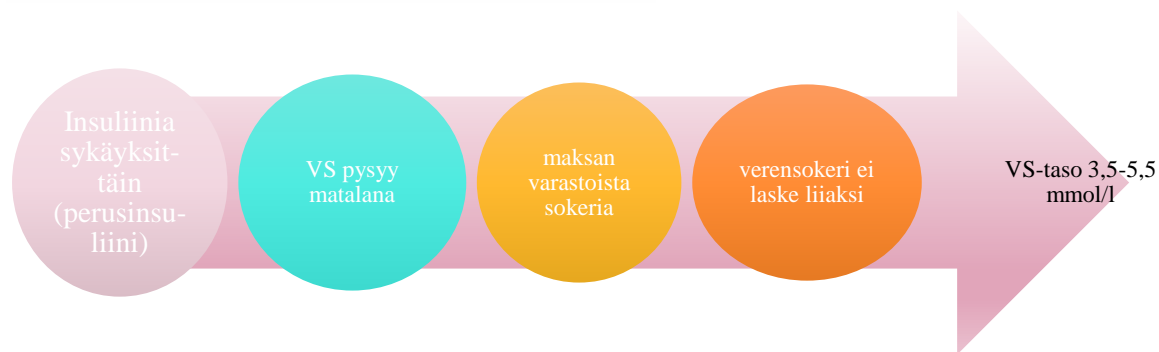 Insuliinia
sykäyksit-
täin
(perusinsu-
liini)
VS pysyy
matalana
maksan
varastoista
sokeria
verensokeri ei
laske liiaksi
VS-taso 3,5-5,5
mmol/l